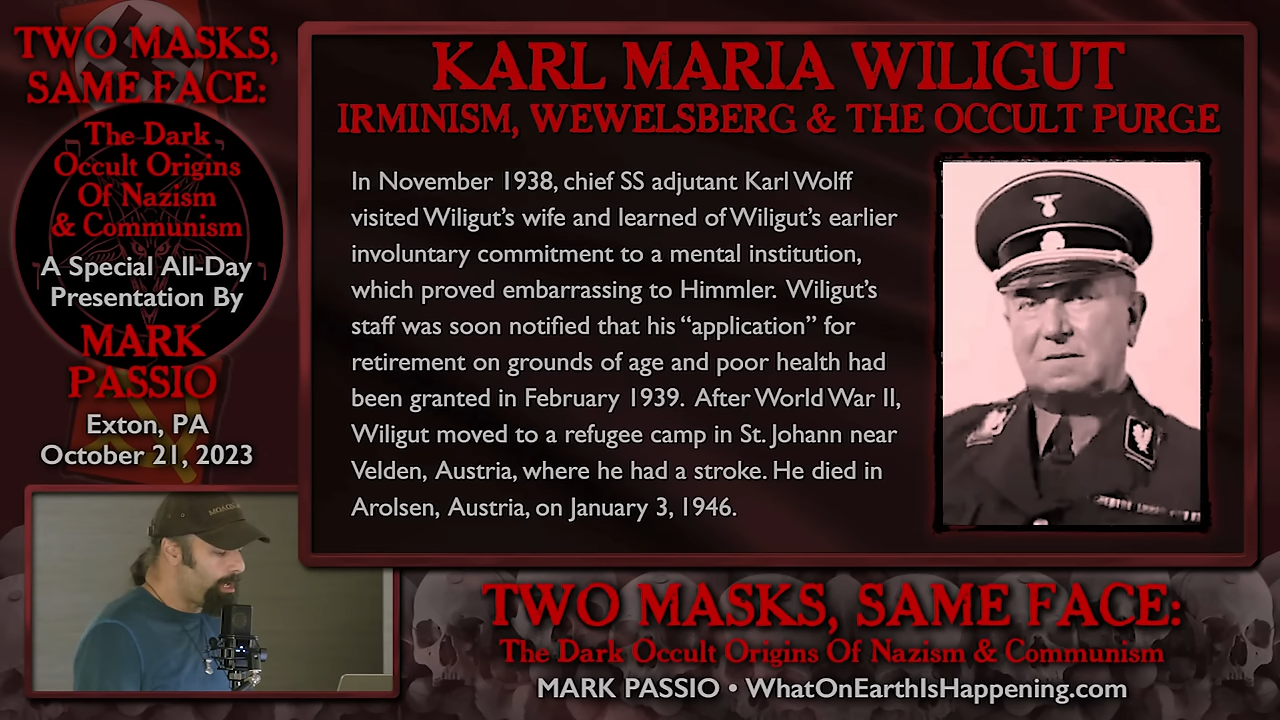 TWO MASKS,
SAME FACE:
The Dark
Occult Origins
Of Nazism
& Communism
A Special All-Day
Presentation By
MARK
PASSIO
Exton, PA
October 21, 2023
KARL MARIA WILIGUT
IRMINISM, WEWELSBERG & THE OCCULT PURGE
In November 1938, chief SS adjutant Karl Wolff
visited Wiligut’s wife and learned of Wiligut’s earlier
involuntary commitment to a mental institution,
which proved embarrassing to Himmler. Wiligut’s
staff was soon notified that his “application” for
retirement on grounds of age and poor health had
been granted in February 1939. After World War II,
Wiligut moved to a refugee camp in St. Johann near
Velden, Austria, where he had a stroke. He died in
Arolsen, Austria, on January 3, 1946.
TWO MASKS, SAME FACE:
The Dark Occult Origins Of Nazism & Communism
MARK PASSIO • WhatOnEarthIsHappening.com